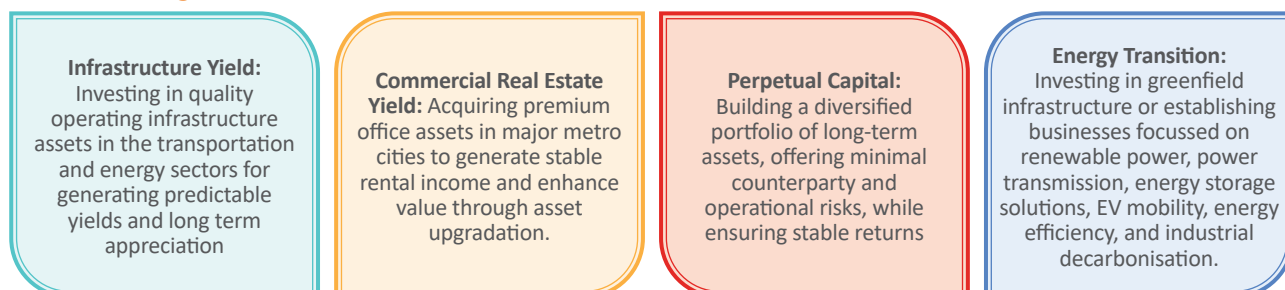 Infrastructure Yield:
Investing in quality
operating infrastructure
assets in the transportation
and energy sectors for
generating predictable
yields and long term
appreciation
Commercial Real Estate
Yield: Acquiring premium
office assets in major metro
cities to generate stable
rental income and enhance
value through asset
upgradation.
Perpetual Capital:
Building a diversified
portfolio of long-term
assets, offering minimal
counterparty and
operational risks, while
ensuring stable returns
Energy Transition:
Investing in greenfield
infrastructure or establishing
businesses focussed on
renewable power, power
transmission, energy storage
solutions, EV mobility, energy
efficiency, and industrial
decarbonisation.